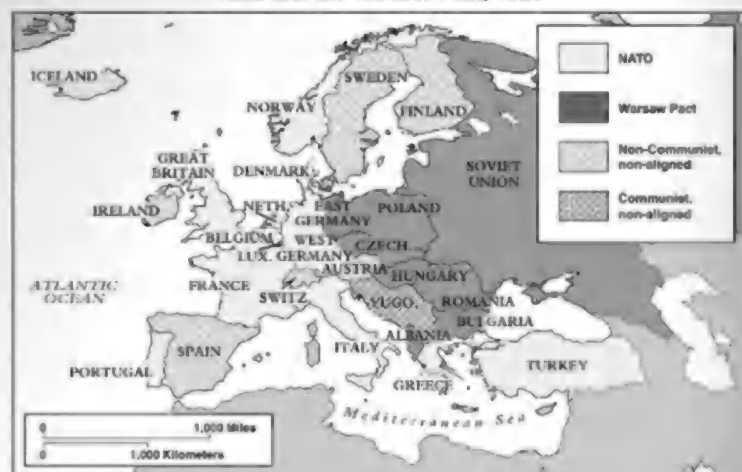 ICELAND
SWEDEN
NORWAY
FINLAND
GREAT
BRITAIN
DENMARK
SOVIET
UNION
IRELAND
NETH.
EAST
GERMANY
POLAND
BELGIUM
WEST
GERMANY
LUX.
CZECH.
AUSTRIA
HUNGARY
FRANCE
SWITZ
ATLANTIC
OCEAN
YUGO.
ROMANIA
BULGARIA
ALBANIA
SPAIN
ITALY
PORTUGAL
GREECE
TURKEY
Mediterranean Sea
NATO
Warsaw Pact
Non-Communist,
non-aligned
Communist,
non-aligned
0 1,000 Miles
0 1,000 Kilometers